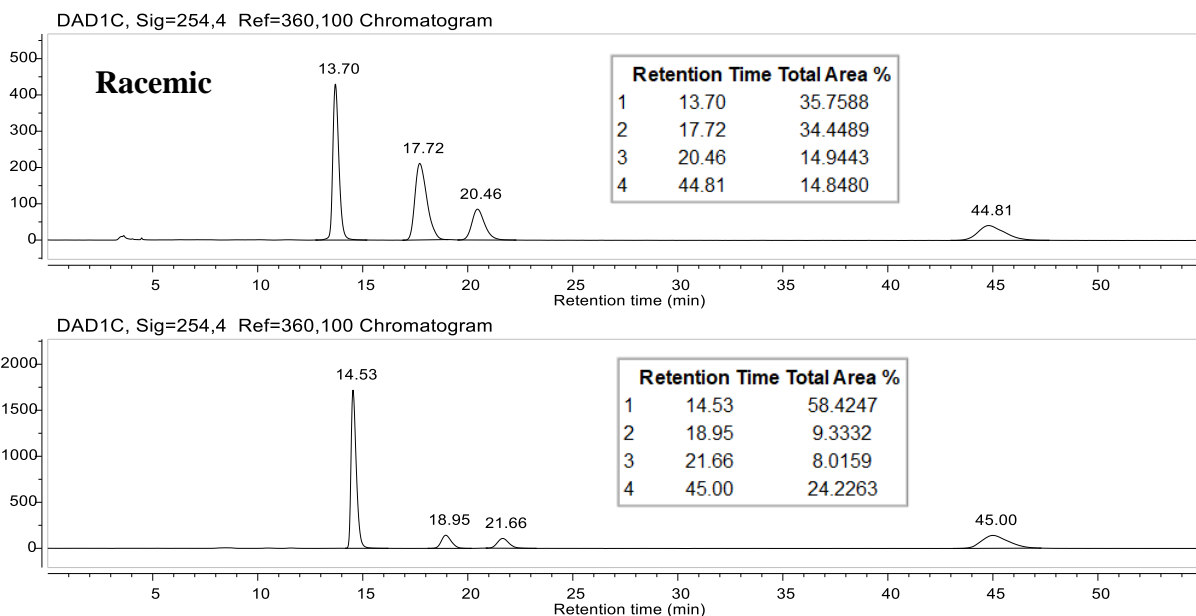 DAD1C, Sig=254,4 Ref=360,100 Chromatogram
Racemic
500
400
300
200
100
0
13.70
17.72
20.46
44.81
Retention Time Total Area %
1 13.70 35.7588
2 17.72 34.4489
3 20.46 14.9443
4 44.81 14.8480
5 10 15 20 25 30 35 40 45 50
Retention time (min)
DAD1C, Sig=254,4 Ref=360,100 Chromatogram
2000
1500
1000
500
0
14.53
18.95
21.66
45.00
Retention Time Total Area %
1 14.53 58.4247
2 18.95 9.3332
3 21.66 8.0159
4 45.00 24.2263
5 10 15 20 25 30 35 40 45 50
Retention time (min)